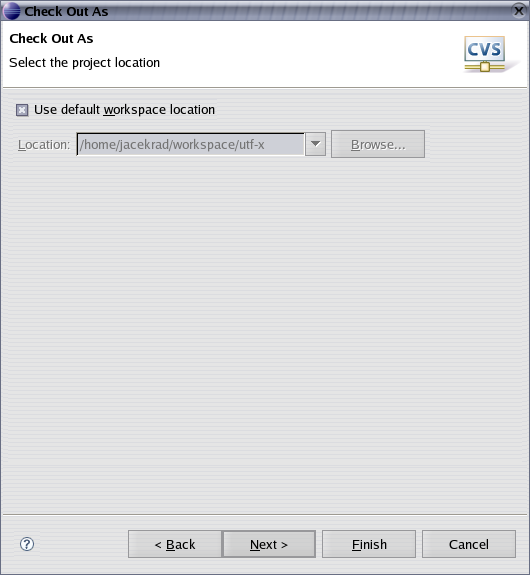 Check Out As
Check Out As
Select the project location
CVS
Use default workspace location
Location: /home/jacekrad/workspace/utf-x Browse...
? < Back Next > Finish Cancel